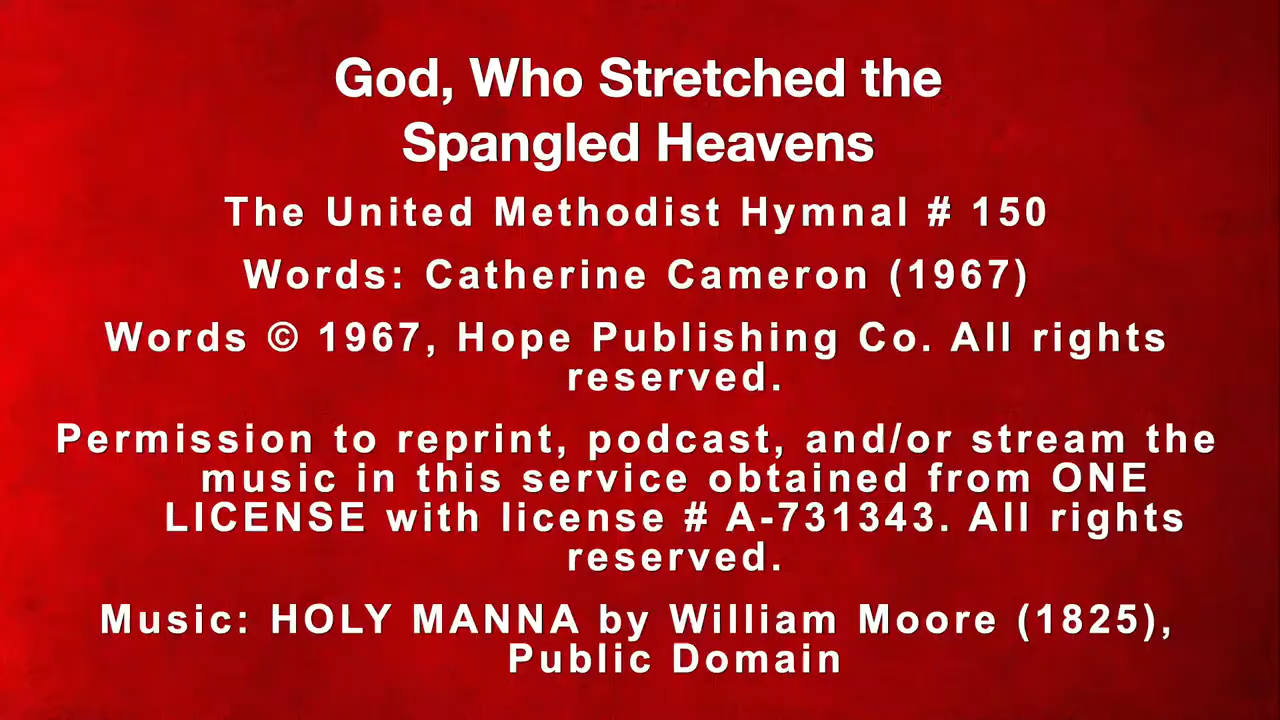 God, Who Stretched the
Spangled Heavens
The United Methodist Hymnal # 150
Words: Catherine Cameron (1967)
Words © 1967, Hope Publishing Co. All rights
reserved.
Permission to reprint, podcast, and/or stream the
music in this service obtained from ONE
LICENSE with license # A-731343. All rights
reserved.
Music: HOLY MANNA by William Moore (1825),
Public Domain